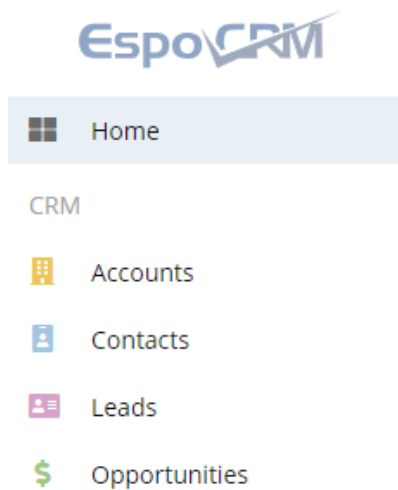 EspoCRM
Home
CRM
Accounts
Contacts
Leads
Opportunities